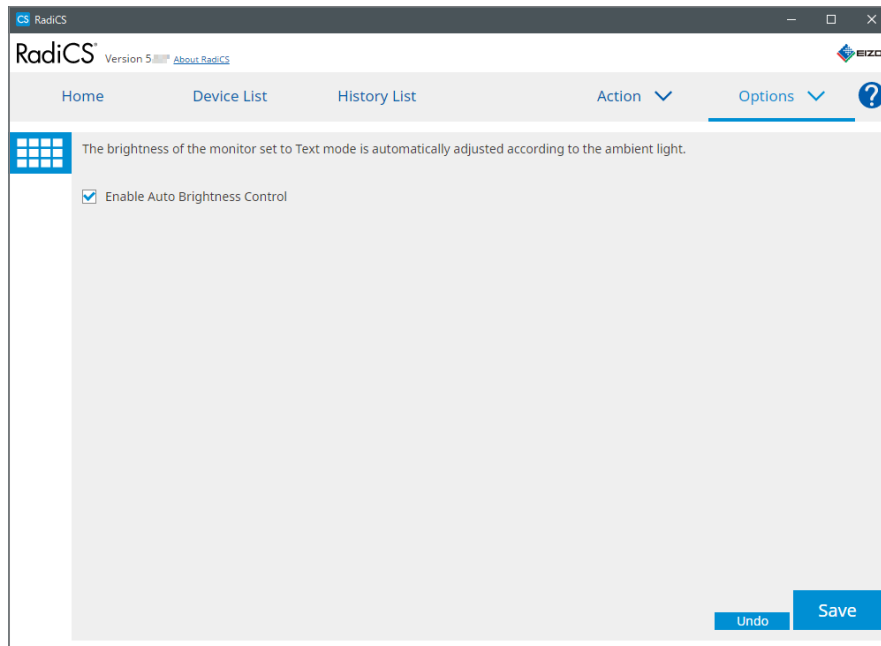 CS RadiCS
RadiCS® Version 5. About RadiCS EIZO
Home Device List History List Action Options ?
The brightness of the monitor set to Text mode is automatically adjusted according to the ambient light.
Enable Auto Brightness Control
Undo Save